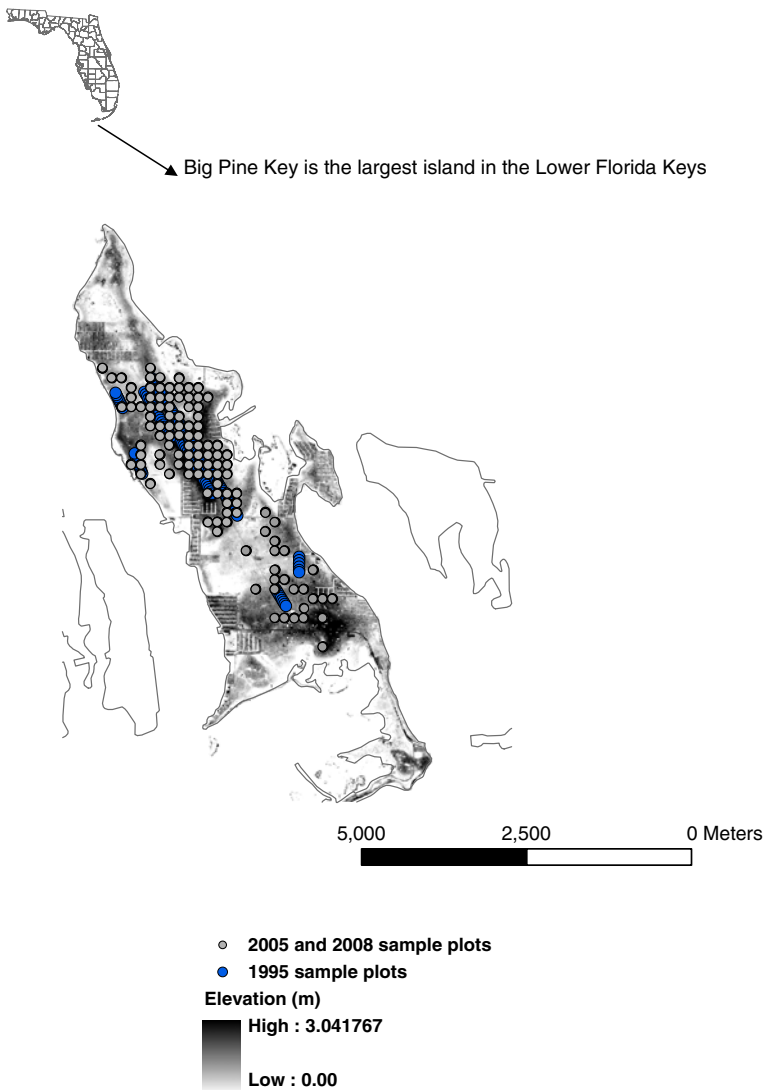 Big Pine Key is the largest island in the Lower Florida Keys
5,000 2,500 0 Meters
2005 and 2008 sample plots
1995 sample plots
Elevation (m)
High : 3.041767
Low : 0.00